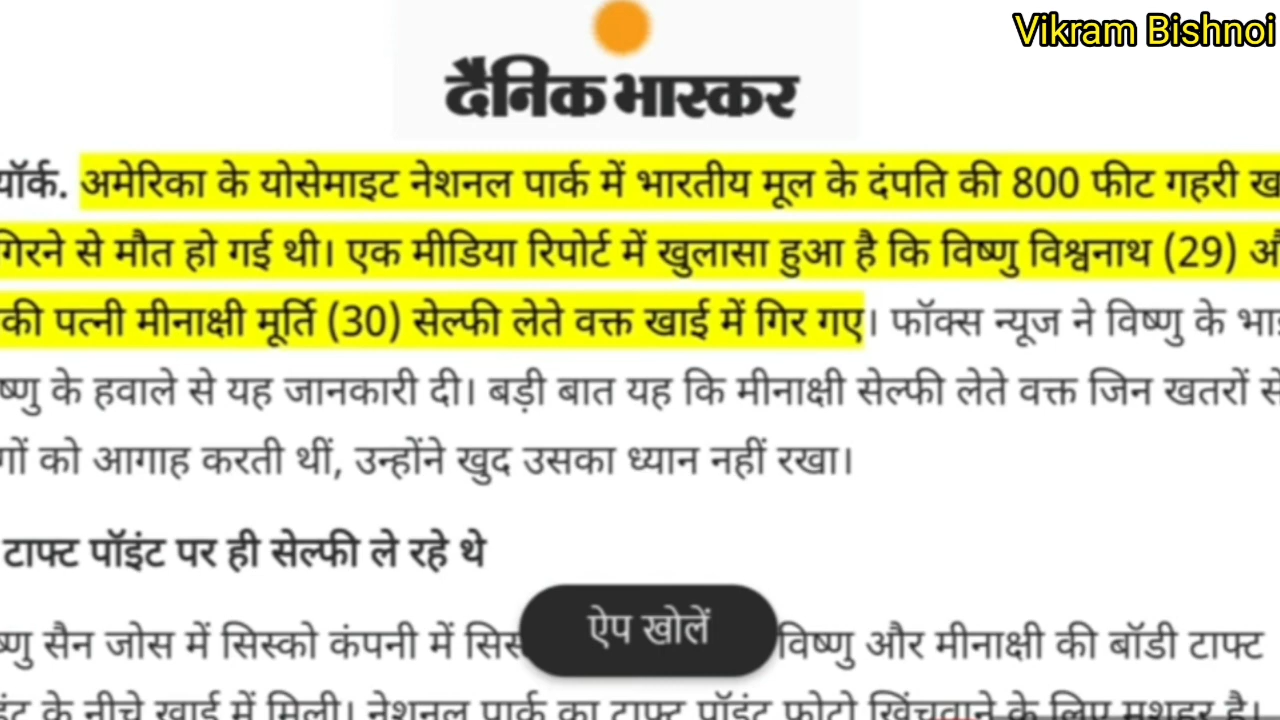 Vikram Bishnoi
दैनिक भास्कर
यॉर्क. अमेरिका के योसेमाइट नेशनल पार्क में भारतीय मूल के दंपति की 800 फीट गहरी
गिरने से मौत हो गई थी। एक मीडिया रिपोर्ट में खुलासा हुआ है कि विष्णु विश्वनाथ (29)
की पत्नी मीनाक्षी मूर्ति (30) सेल्फी लेते वक्त खाई में गिर गए। फॉक्स न्यूज ने विष्णु के
के हवाले से यह जानकारी दी। बड़ी बात यह कि मीनाक्षी सेल्फी लेते वक्त जिन खतरों से
को आगाह करती थीं, उन्होंने खुद उसका ध्यान नहीं रखा।
टाफ्ट पॉइंट पर ही सेल्फी ले रहे थे
सैन जोस में सिस्को कंपनी में विष्णु और मीनाक्षी की बॉडी टाफ्ट
ऐप खोलें
के नीचे खाई में मिली। नेशनल पार्क का टाफ्ट पॉइंट फोटो खिंचवाने के लिए मशहूर है।